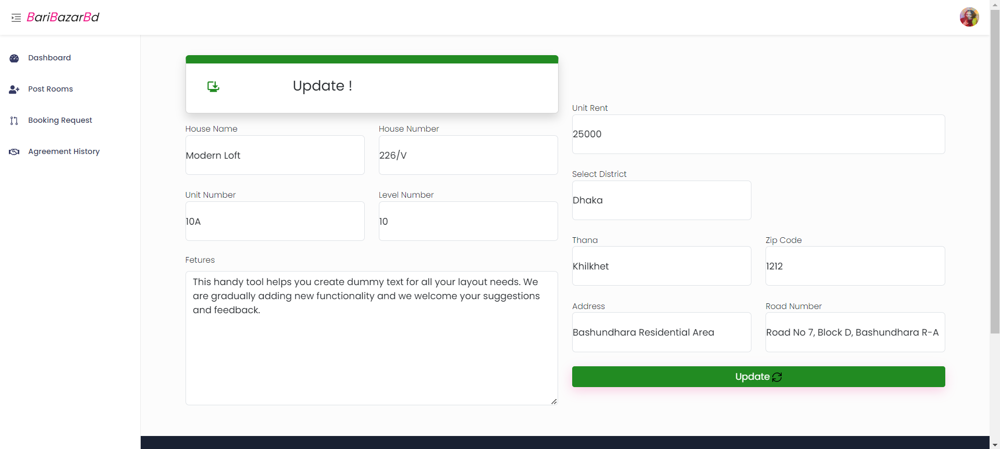 BariBazarBd
Dashboard
Post Rooms
Booking Request
Agreement History
Update !
House Name
Modern Loft
House Number
226/V
Unit Number
10A
Level Number
10
Fetures
This handy tool helps you create dummy text for all your layout needs. We
are gradually adding new functionality and we welcome your suggestions
and feedback.
Unit Rent
25000
Select District
Dhaka
Thana
Khilkhet
Zip Code
1212
Address
Bashundhara Residential Area
Road Number
Road No 7, Block D, Bashundhara R-A
Update